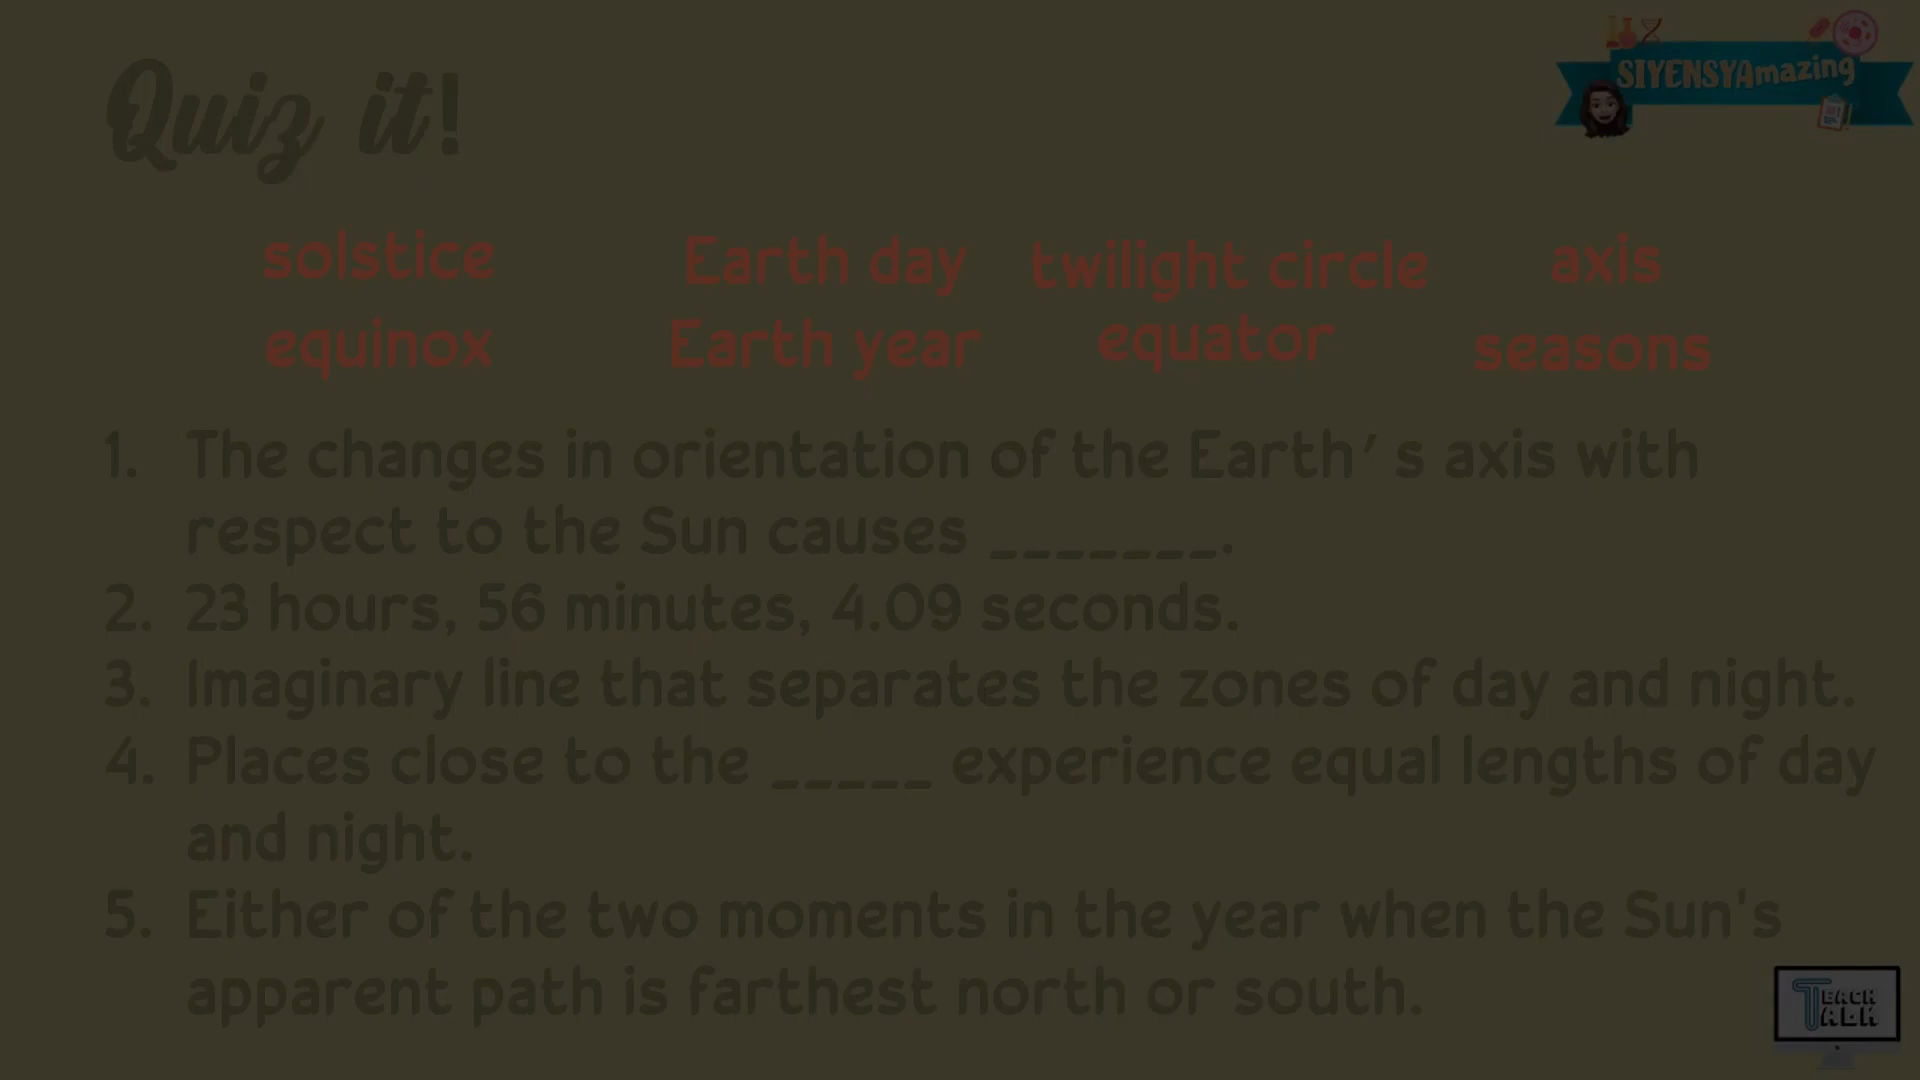 Quiz it!
SIYENSYAmazing
solstice Earth day twilight circle axis
equinox Earth year equator seasons
1. The changes in orientation of the Earth’s axis with
respect to the Sun causes _______.
2. 23 hours, 56 minutes, 4.09 seconds.
3. Imaginary line that separates the zones of day and night.
4. Places close to the _____ experience equal lengths of day
and night.
5. Either of the two moments in the year when the Sun's
apparent path is farthest north or south.
TEACH
TALK